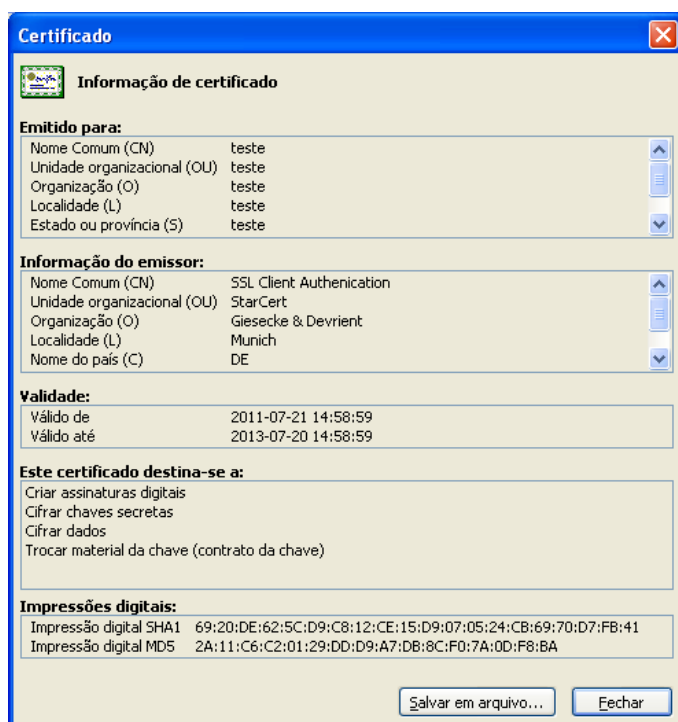 Certificado
Informação de certificado
Emitido para:
Nome Comum (CN) teste
Unidade organizacional (OU) teste
Organização (O) teste
Localidade (L) teste
Estado ou província (S) teste
Informação do emissor:
Nome Comum (CN) SSL Client Authenication
Unidade organizacional (OU) StarCert
Organização (O) Giesecke & Devrient
Localidade (L) Munich
Nome do país (C) DE
Validade:
Válido de 2011-07-21 14:58:59
Válido até 2013-07-20 14:58:59
Este certificado destina-se a:
Criar assinaturas digitais
Cifrar chaves secretas
Cifrar dados
Trocar material da chave (contrato da chave)
Impressões digitais:
Impressão digital SHA1 69:20:DE:62:5C:D9:C8:12:CE:15:D9:07:05:24:CB:69:70:D7:FB:41
Impressão digital MD5 2A:11:C6:C2:01:29:DD:D9:A7:DB:8C:F0:7A:0D:F8:BA
Salvar em arquivo... Fechar